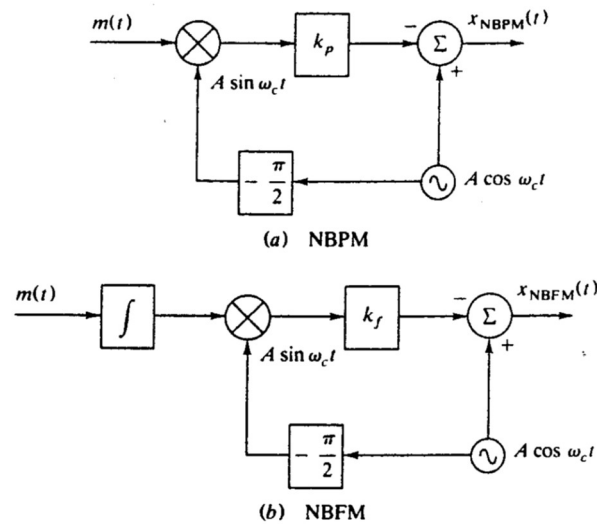 m(t)
k_p
−
x_NBPM(t)
Σ
+
A sin ω_c t
− π/2
A cos ω_c t
(a) NBPM
m(t)
∫
k_f
−
x_NBFM(t)
Σ
+
A sin ω_c t
− π/2
A cos ω_c t
(b) NBFM